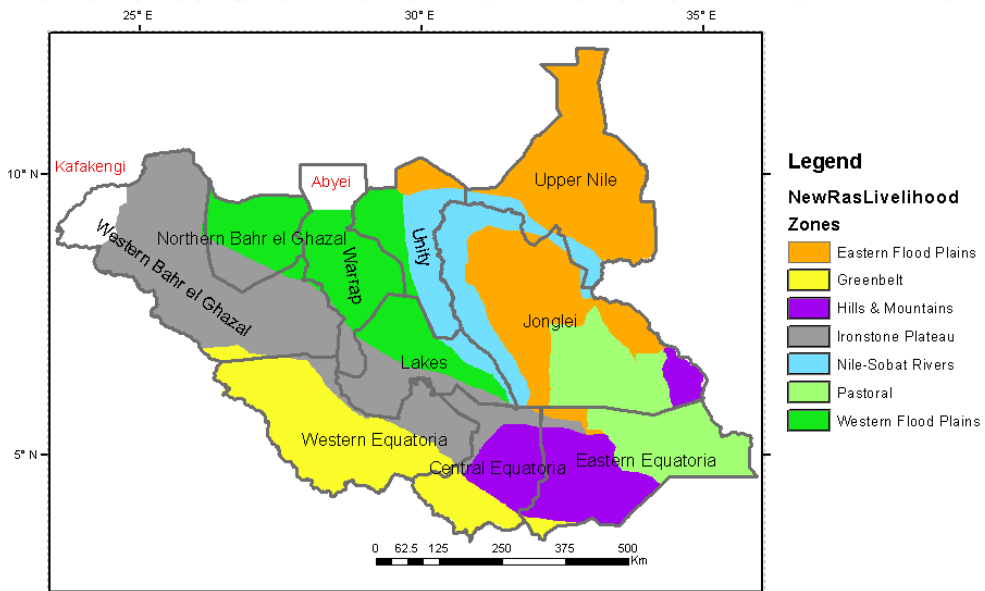 25° E 30° E 35° E
10° N
5° N
Kafakengi
Abyei
Upper Nile
Northern Bahr el Ghazal
Western Bahr el Ghazal
Warrap
Unity
Jonglei
Lakes
Western Equatoria
Central Equatoria
Eastern Equatoria
0 62.5 125 250 375 500
Km
Legend
NewRasLivelihood
Zones
Eastern Flood Plains
Greenbelt
Hills & Mountains
Ironstone Plateau
Nile-Sobat Rivers
Pastoral
Western Flood Plains